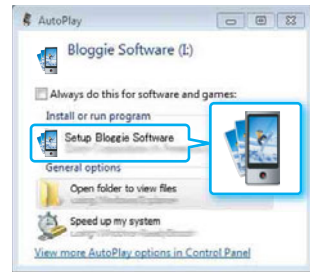 AutoPlay
Bloggie Software (I:)
Always do this for software and games:
Install or run program
Setup Bloggie Software
General options
Open folder to view files
Speed up my system
View more AutoPlay options in Control Panel